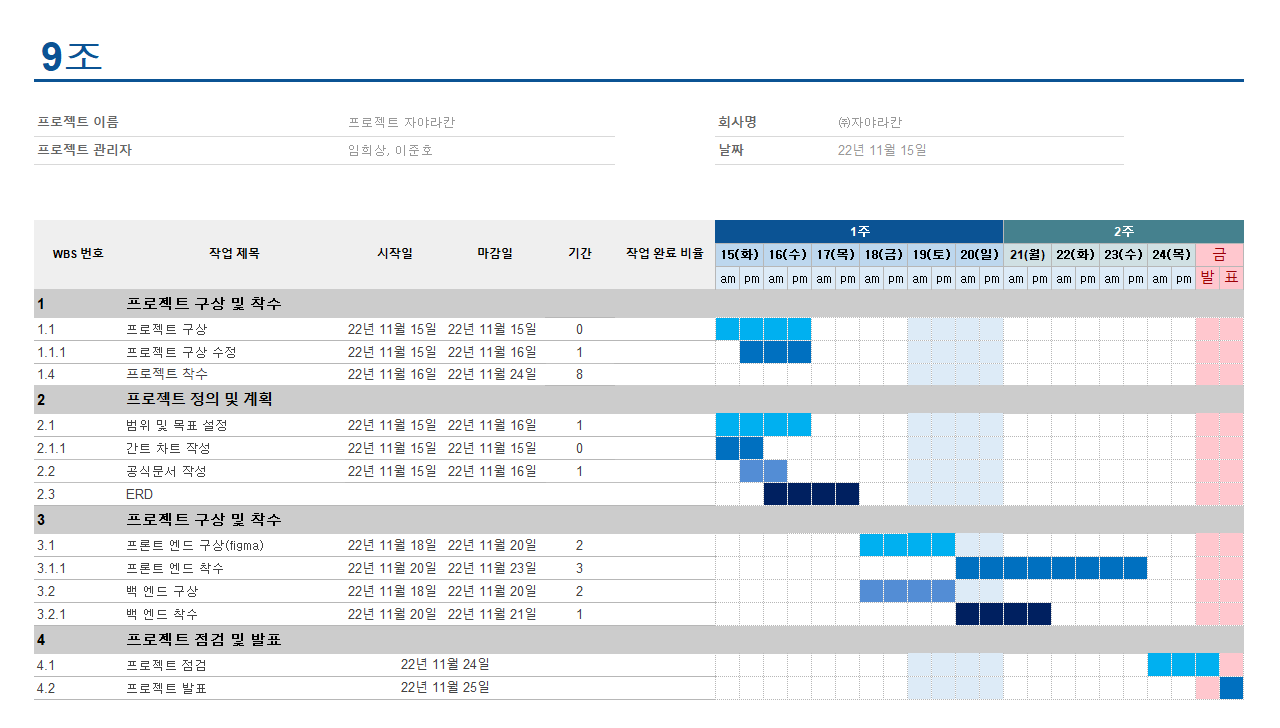 9조
프로젝트 이름 프로젝트 자야라칸 회사명 ㈜자야라칸
프로젝트 관리자 임희상, 이준호 날짜 22년 11월 15일
1주 2주
WBS 번호 작업 제목 시작일 마감일 기간 작업 완료 비율
15(화) 16(수) 17(목) 18(금) 19(토) 20(일) 21(월) 22(화) 23(수) 24(목) 금
am pm am pm am pm am pm am pm am pm am pm am pm am pm am pm 발 표
1 프로젝트 구상 및 착수
1.1 프로젝트 구상 22년 11월 15일 22년 11월 15일 0
1.1.1 프로젝트 구상 수정 22년 11월 15일 22년 11월 16일 1
1.4 프로젝트 착수 22년 11월 16일 22년 11월 24일 8
2 프로젝트 정의 및 계획
2.1 범위 및 목표 설정 22년 11월 15일 22년 11월 16일 1
2.1.1 간트 차트 작성 22년 11월 15일 22년 11월 15일 0
2.2 공식문서 작성 22년 11월 15일 22년 11월 16일 1
2.3 ERD
3 프로젝트 구상 및 착수
3.1 프론트 엔드 구상(figma) 22년 11월 18일 22년 11월 20일 2
3.1.1 프론트 엔드 착수 22년 11월 20일 22년 11월 23일 3
3.2 백 엔드 구상 22년 11월 18일 22년 11월 20일 2
3.2.1 백 엔드 착수 22년 11월 20일 22년 11월 21일 1
4 프로젝트 점검 및 발표
4.1 프로젝트 점검 22년 11월 24일
4.2 프로젝트 발표 22년 11월 25일